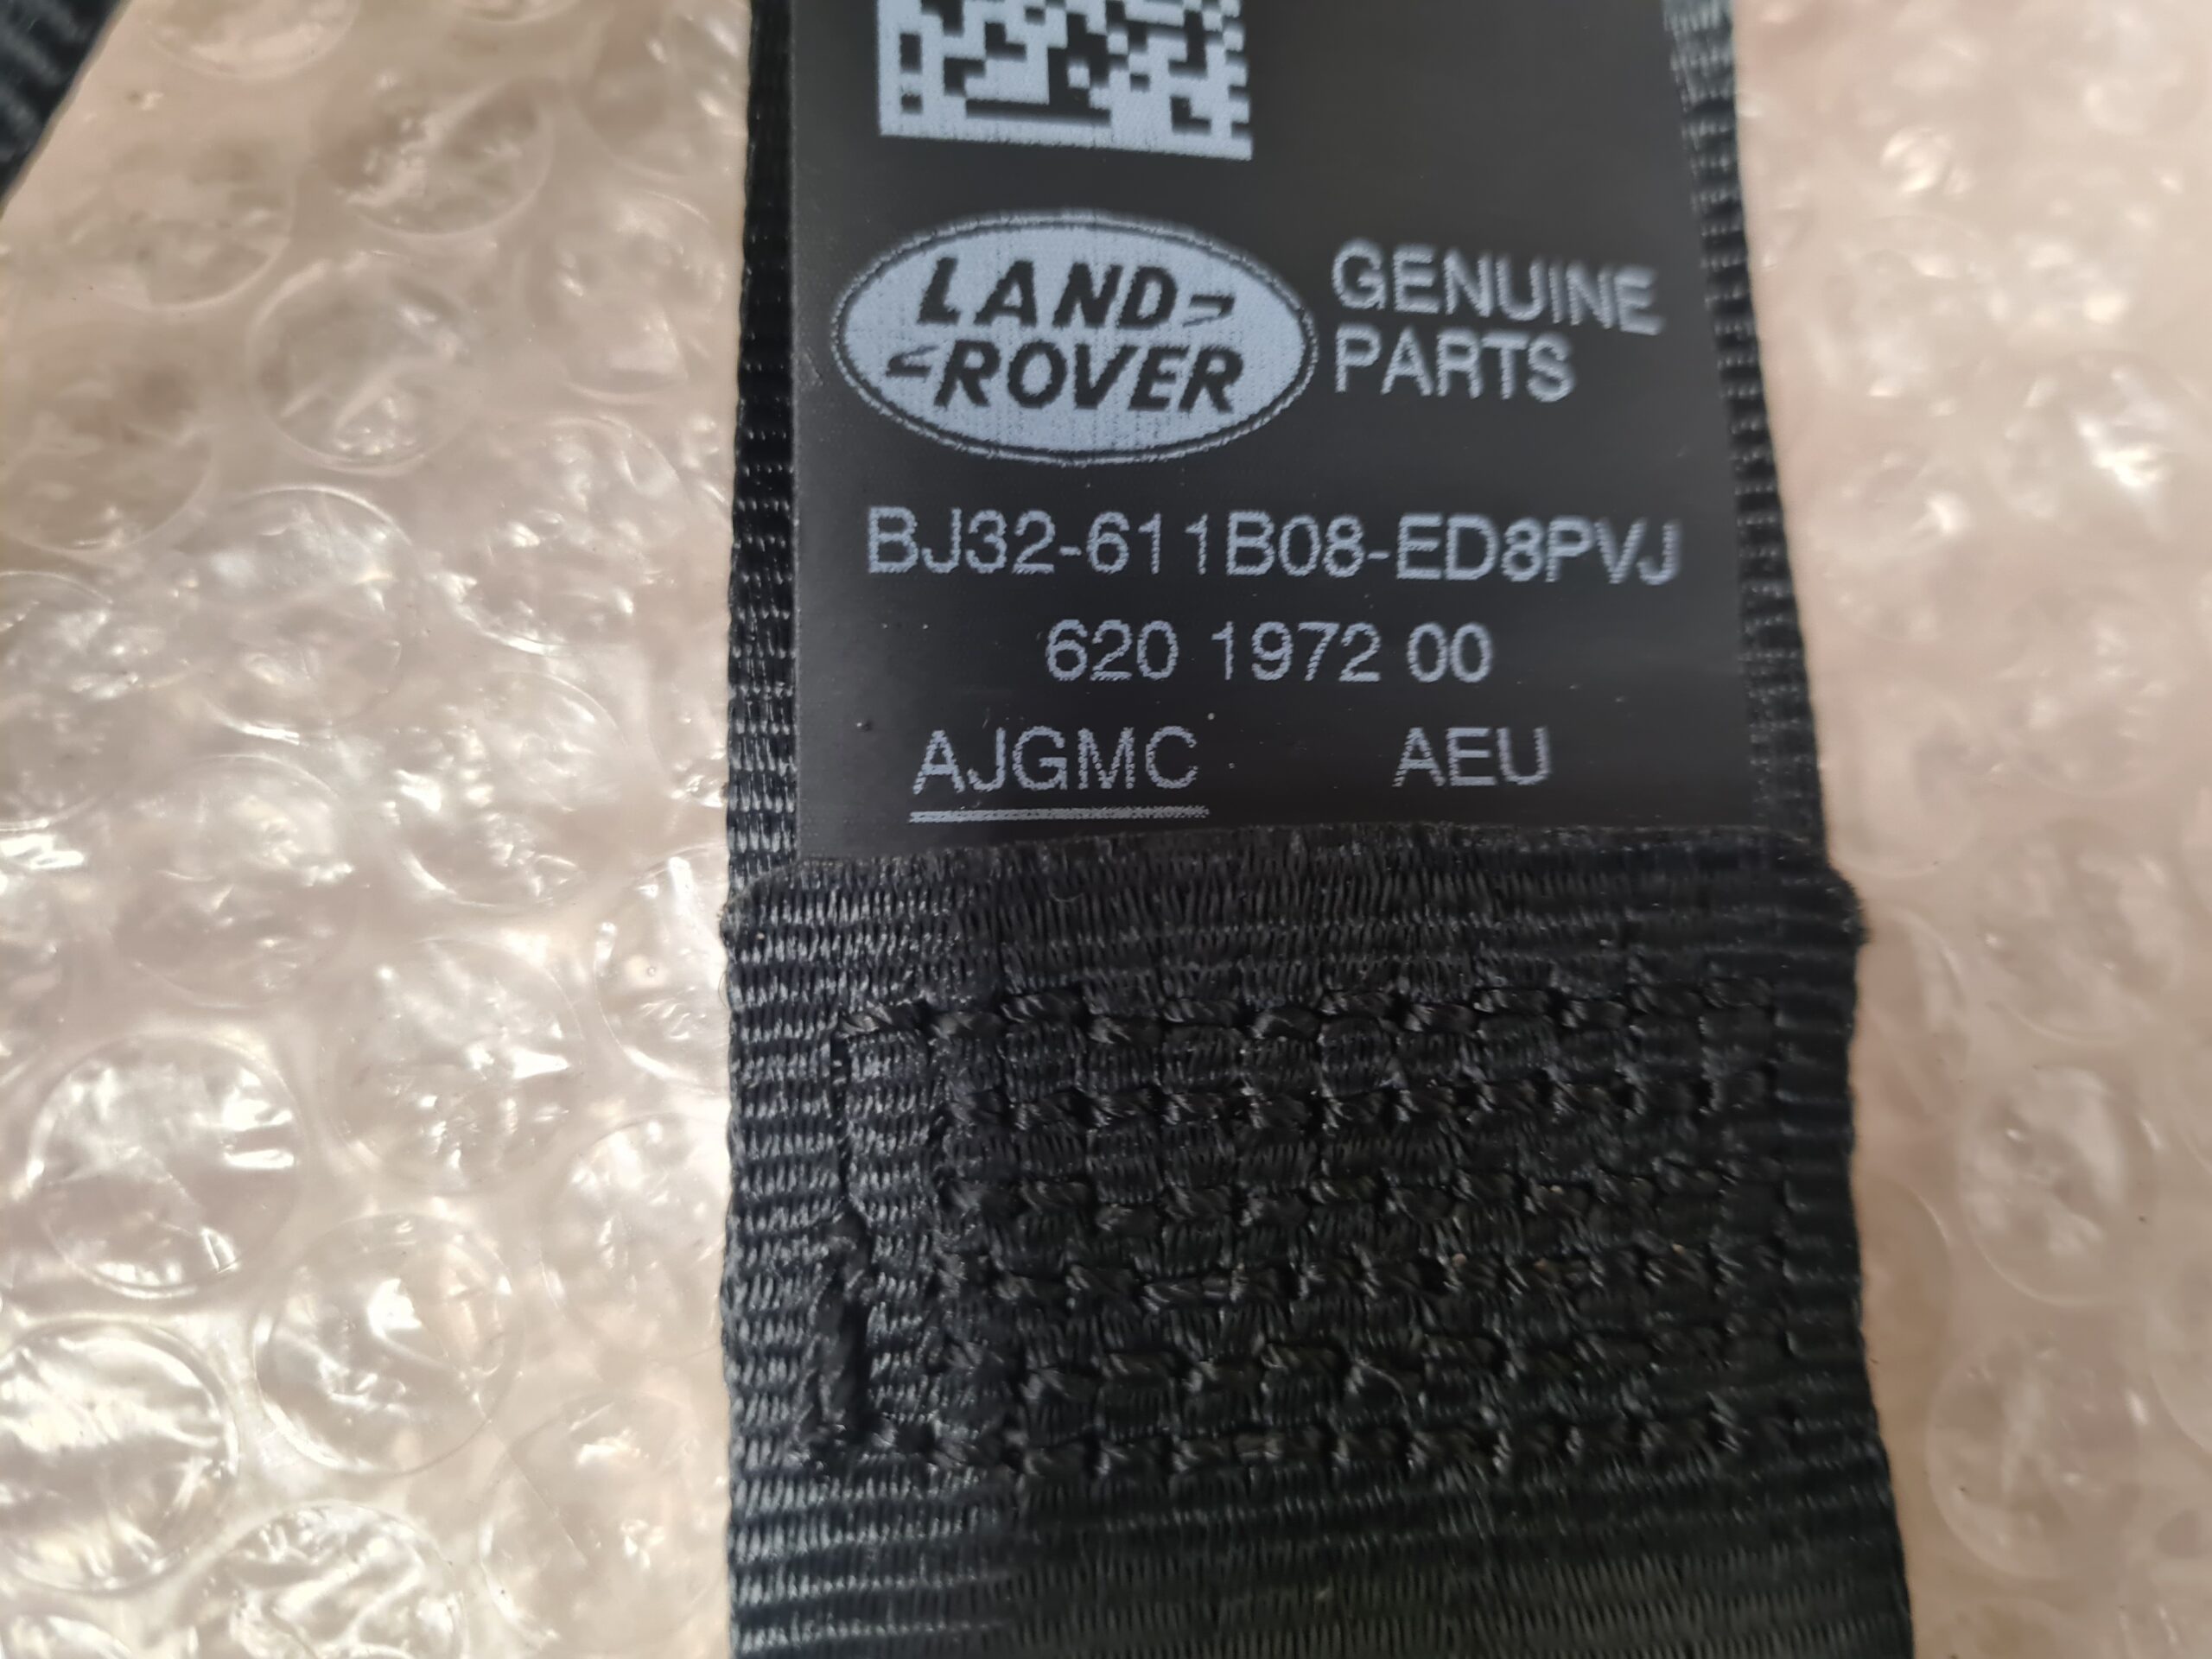 LAND
ROVER
GENUINE
PARTS
BJ32-611B08-ED8PVJ
620 1972 00
AJGMC AEU